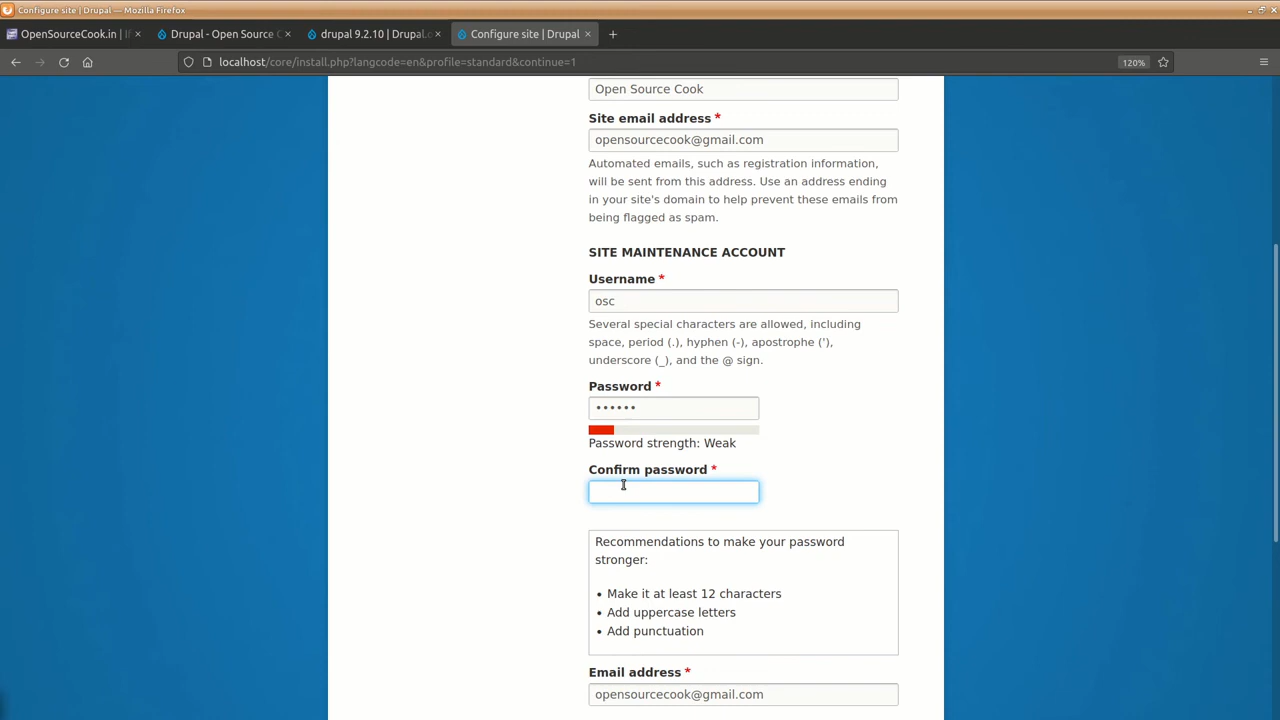 Configure site | Drupal — Mozilla Firefox
OpenSourceCook.in | If
Drupal - Open Source C
drupal 9.2.10 | Drupal.o
Configure site | Drupal
localhost/core/install.php?langcode=en&profile=standard&continue=1
120%
Open Source Cook
Site email address *
opensourcecook@gmail.com
Automated emails, such as registration information,
will be sent from this address. Use an address ending
in your site's domain to help prevent these emails from
being flagged as spam.
SITE MAINTENANCE ACCOUNT
Username *
osc
Several special characters are allowed, including
space, period (.), hyphen (-), apostrophe ('),
underscore (_), and the @ sign.
Password *
••••••
Password strength: Weak
Confirm password *
Recommendations to make your password
stronger:
• Make it at least 12 characters
• Add uppercase letters
• Add punctuation
Email address *
opensourcecook@gmail.com